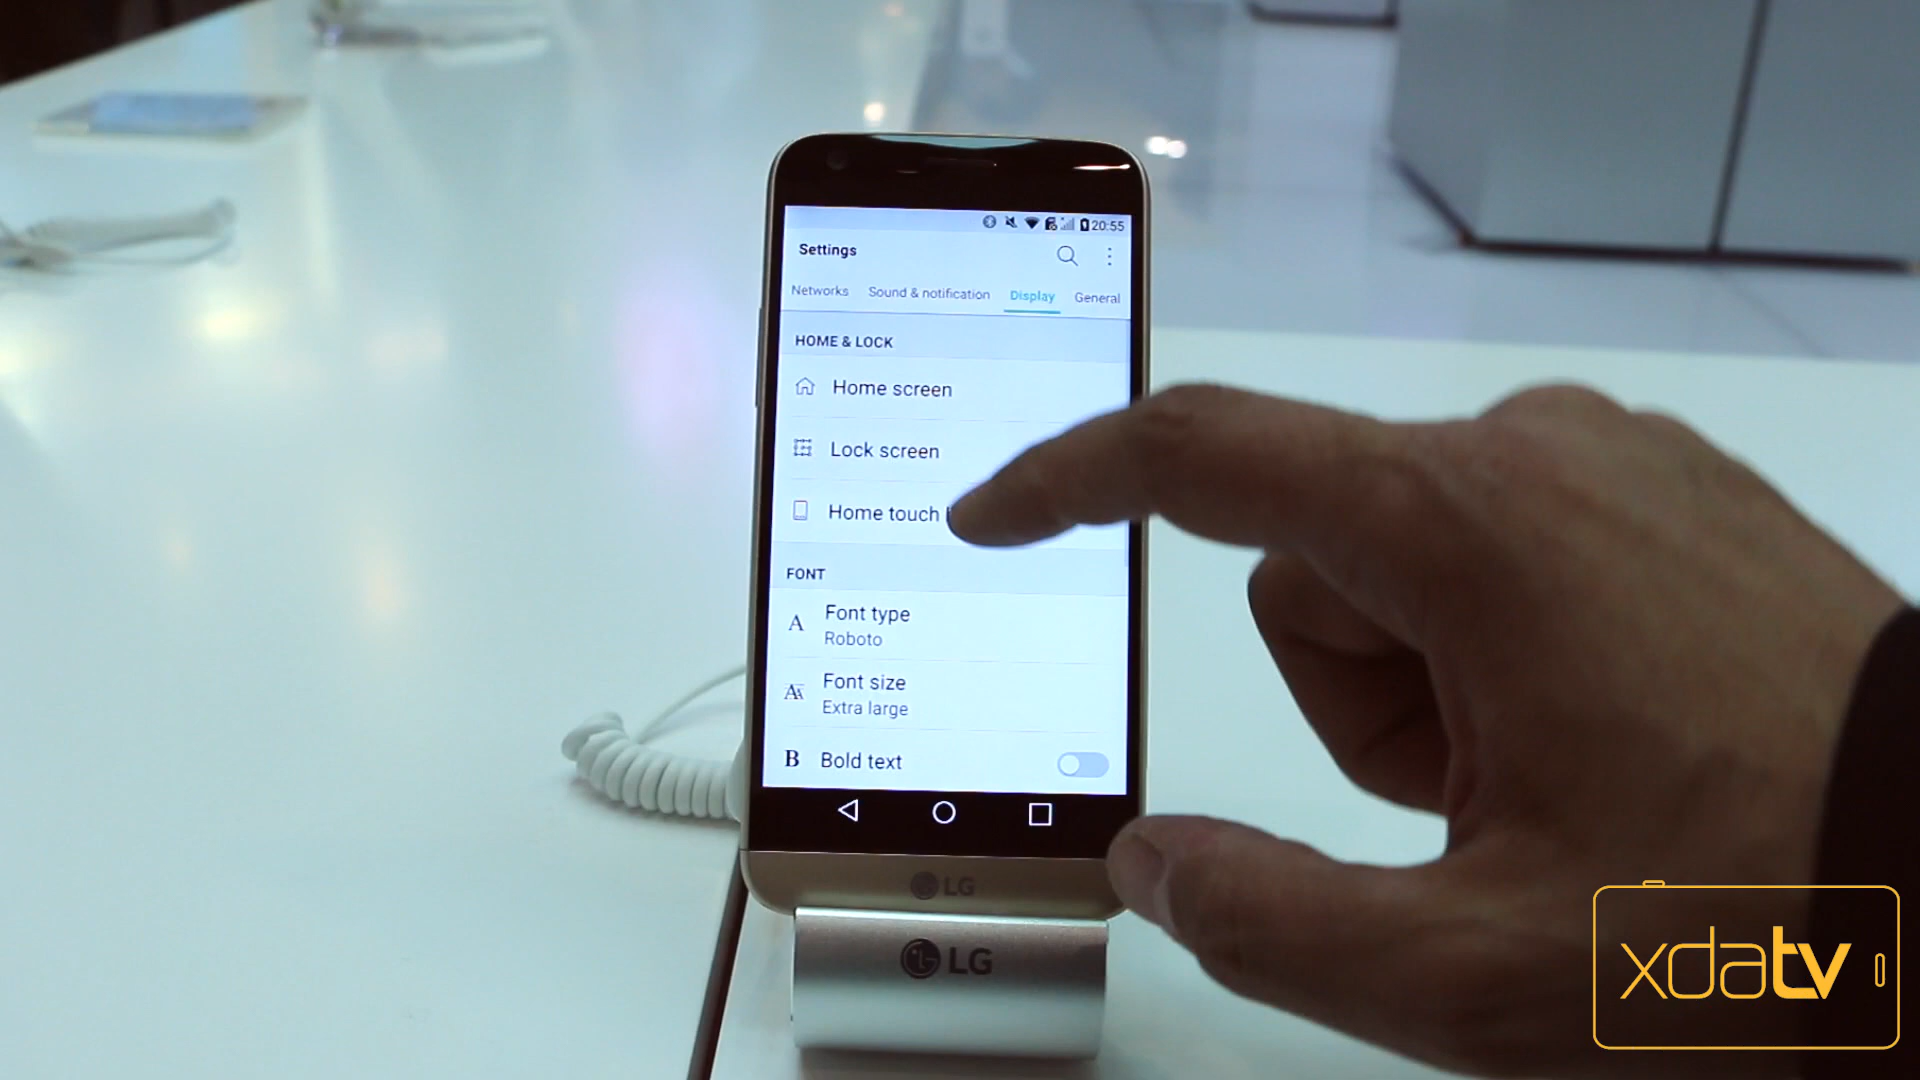 20:55
Settings
Networks Sound & notification Display General
HOME & LOCK
Home screen
Lock screen
Home touch
FONT
A Font type
Roboto
AA Font size
Extra large
B Bold text
LG
LG
xdatv